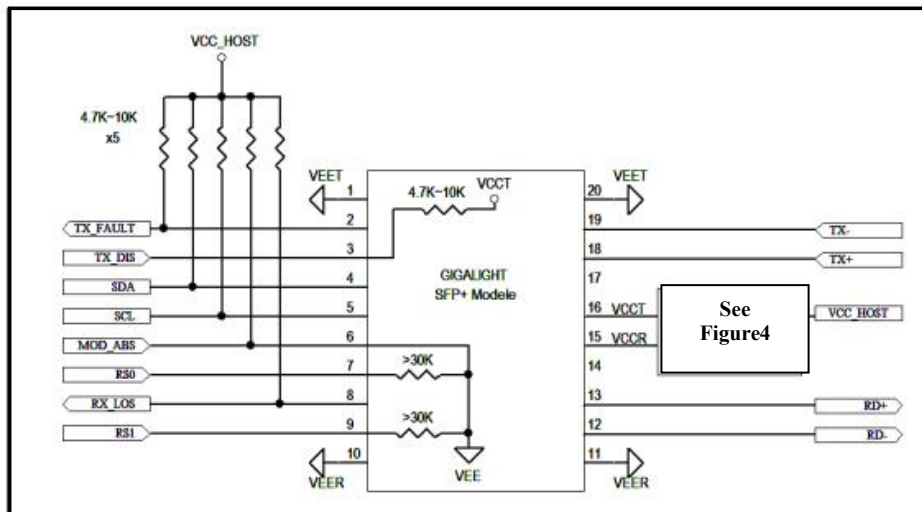 VCC_HOST
4.7K~10K
x5
VEET
1
4.7K~10K
VCCT
20
VEET
TX_FAULT
2
19
TX-
TX_DIS
3
18
TX+
SDA
4
GIGALIGHT
SFP+ Modele
17
SCL
5
16
VCCT
See
Figure4
VCC_HOST
MOD_ABS
6
15
VCCR
RS0
7
>30K
14
RX_LOS
8
13
RD+
RS1
9
>30K
12
RD-
10
VEER
VEE
11
VEER